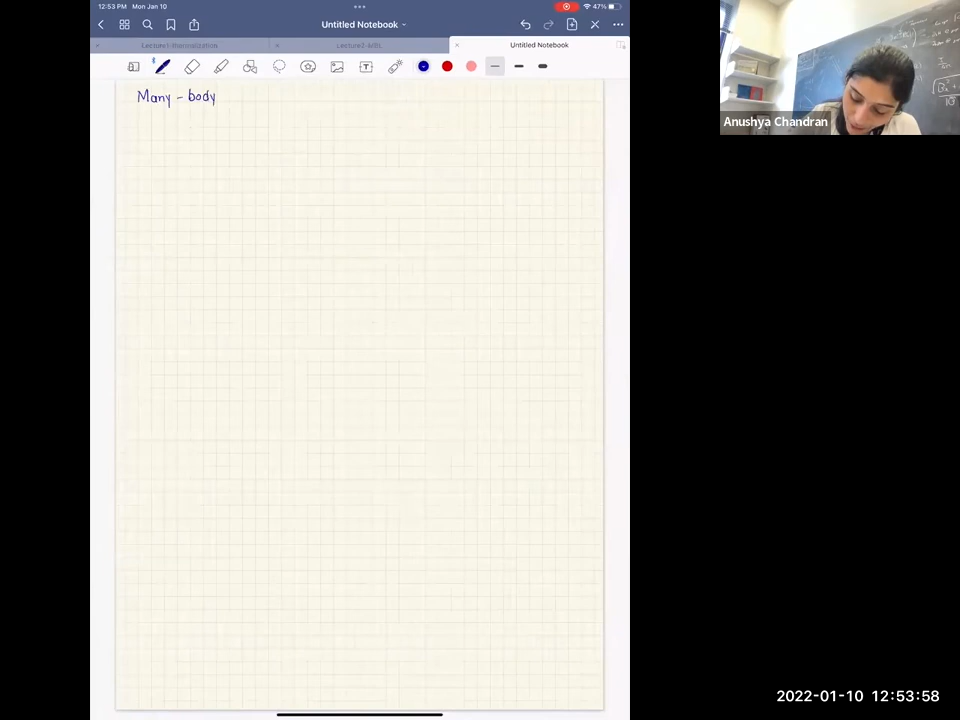 12:53 PM Mon Jan 10
47%
Untitled Notebook
Lecture1-thermalization
Lecture2-MBL
Untitled Notebook
Many - body
Anushya Chandran
2022-01-10 12:53:58